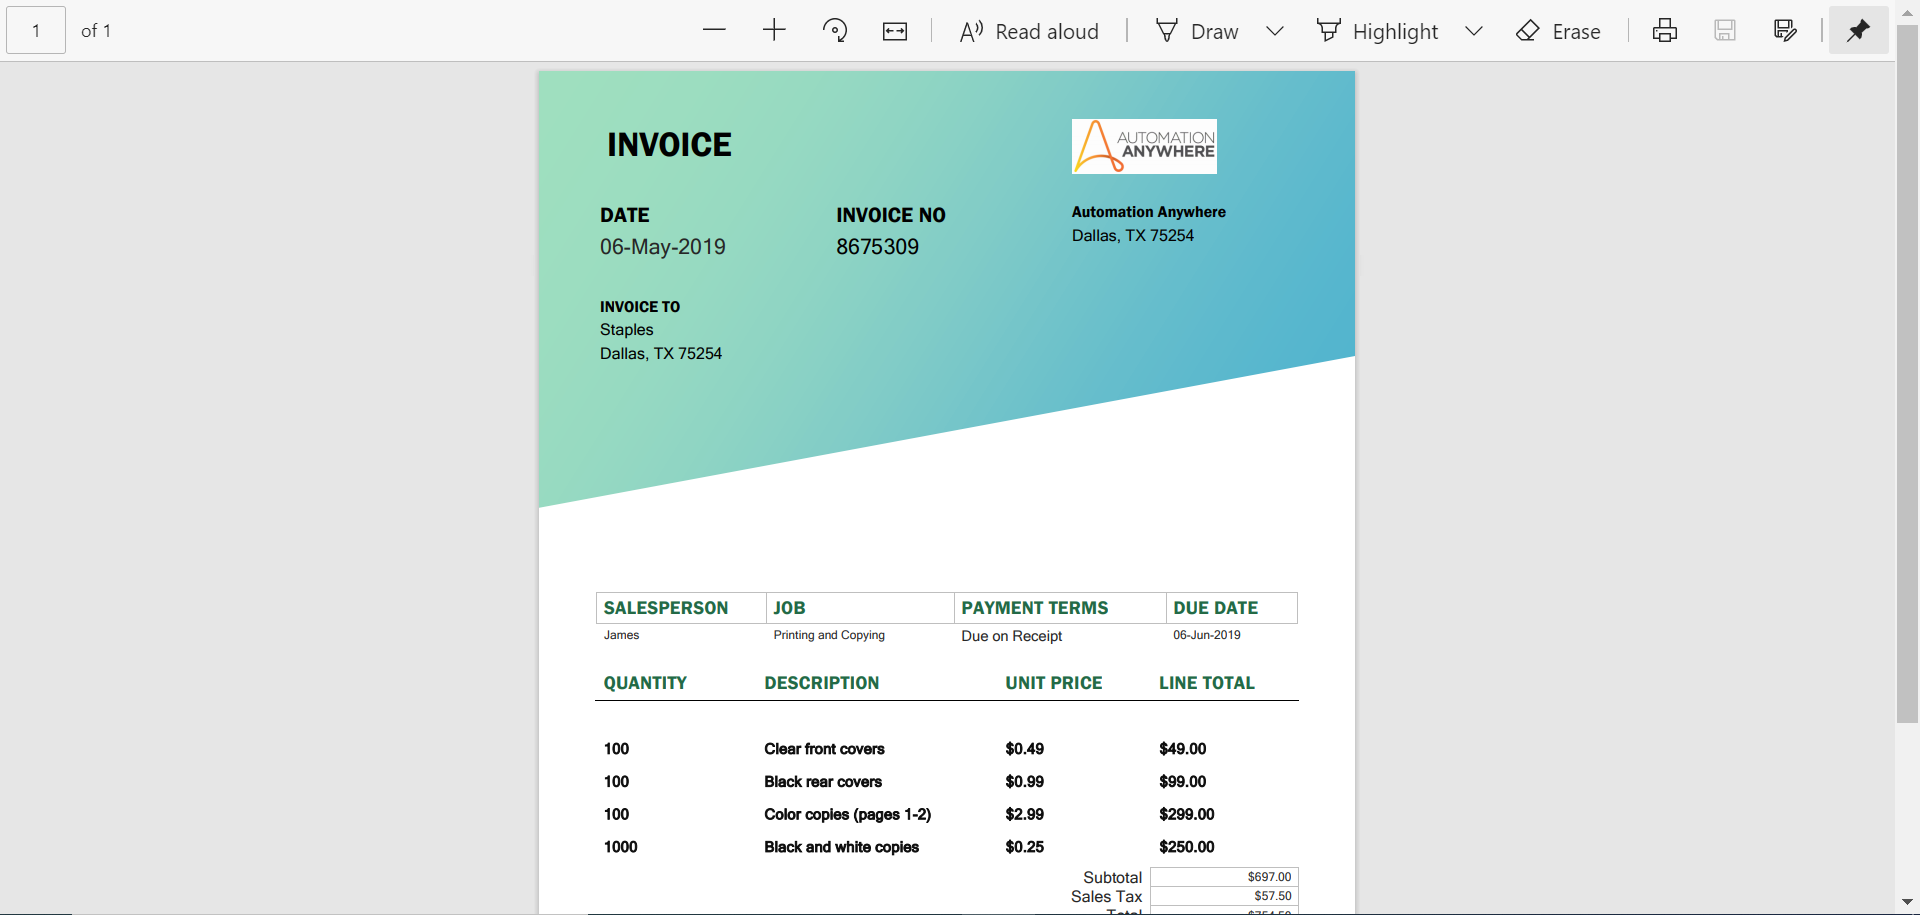 1 of 1 Read aloud Draw Highlight Erase
INVOICE
AUTOMATION
ANYWHERE
DATE INVOICE NO Automation Anywhere
06-May-2019 8675309 Dallas, TX 75254
INVOICE TO
Staples
Dallas, TX 75254
SALESPERSON JOB PAYMENT TERMS DUE DATE
James Printing and Copying Due on Receipt 06-Jun-2019
QUANTITY DESCRIPTION UNIT PRICE LINE TOTAL
100 Clear front covers $0.49 $49.00
100 Black rear covers $0.99 $99.00
100 Color copies (pages 1-2) $2.99 $299.00
1000 Black and white copies $0.25 $250.00
Subtotal $697.00
Sales Tax $57.50
Total $754.50